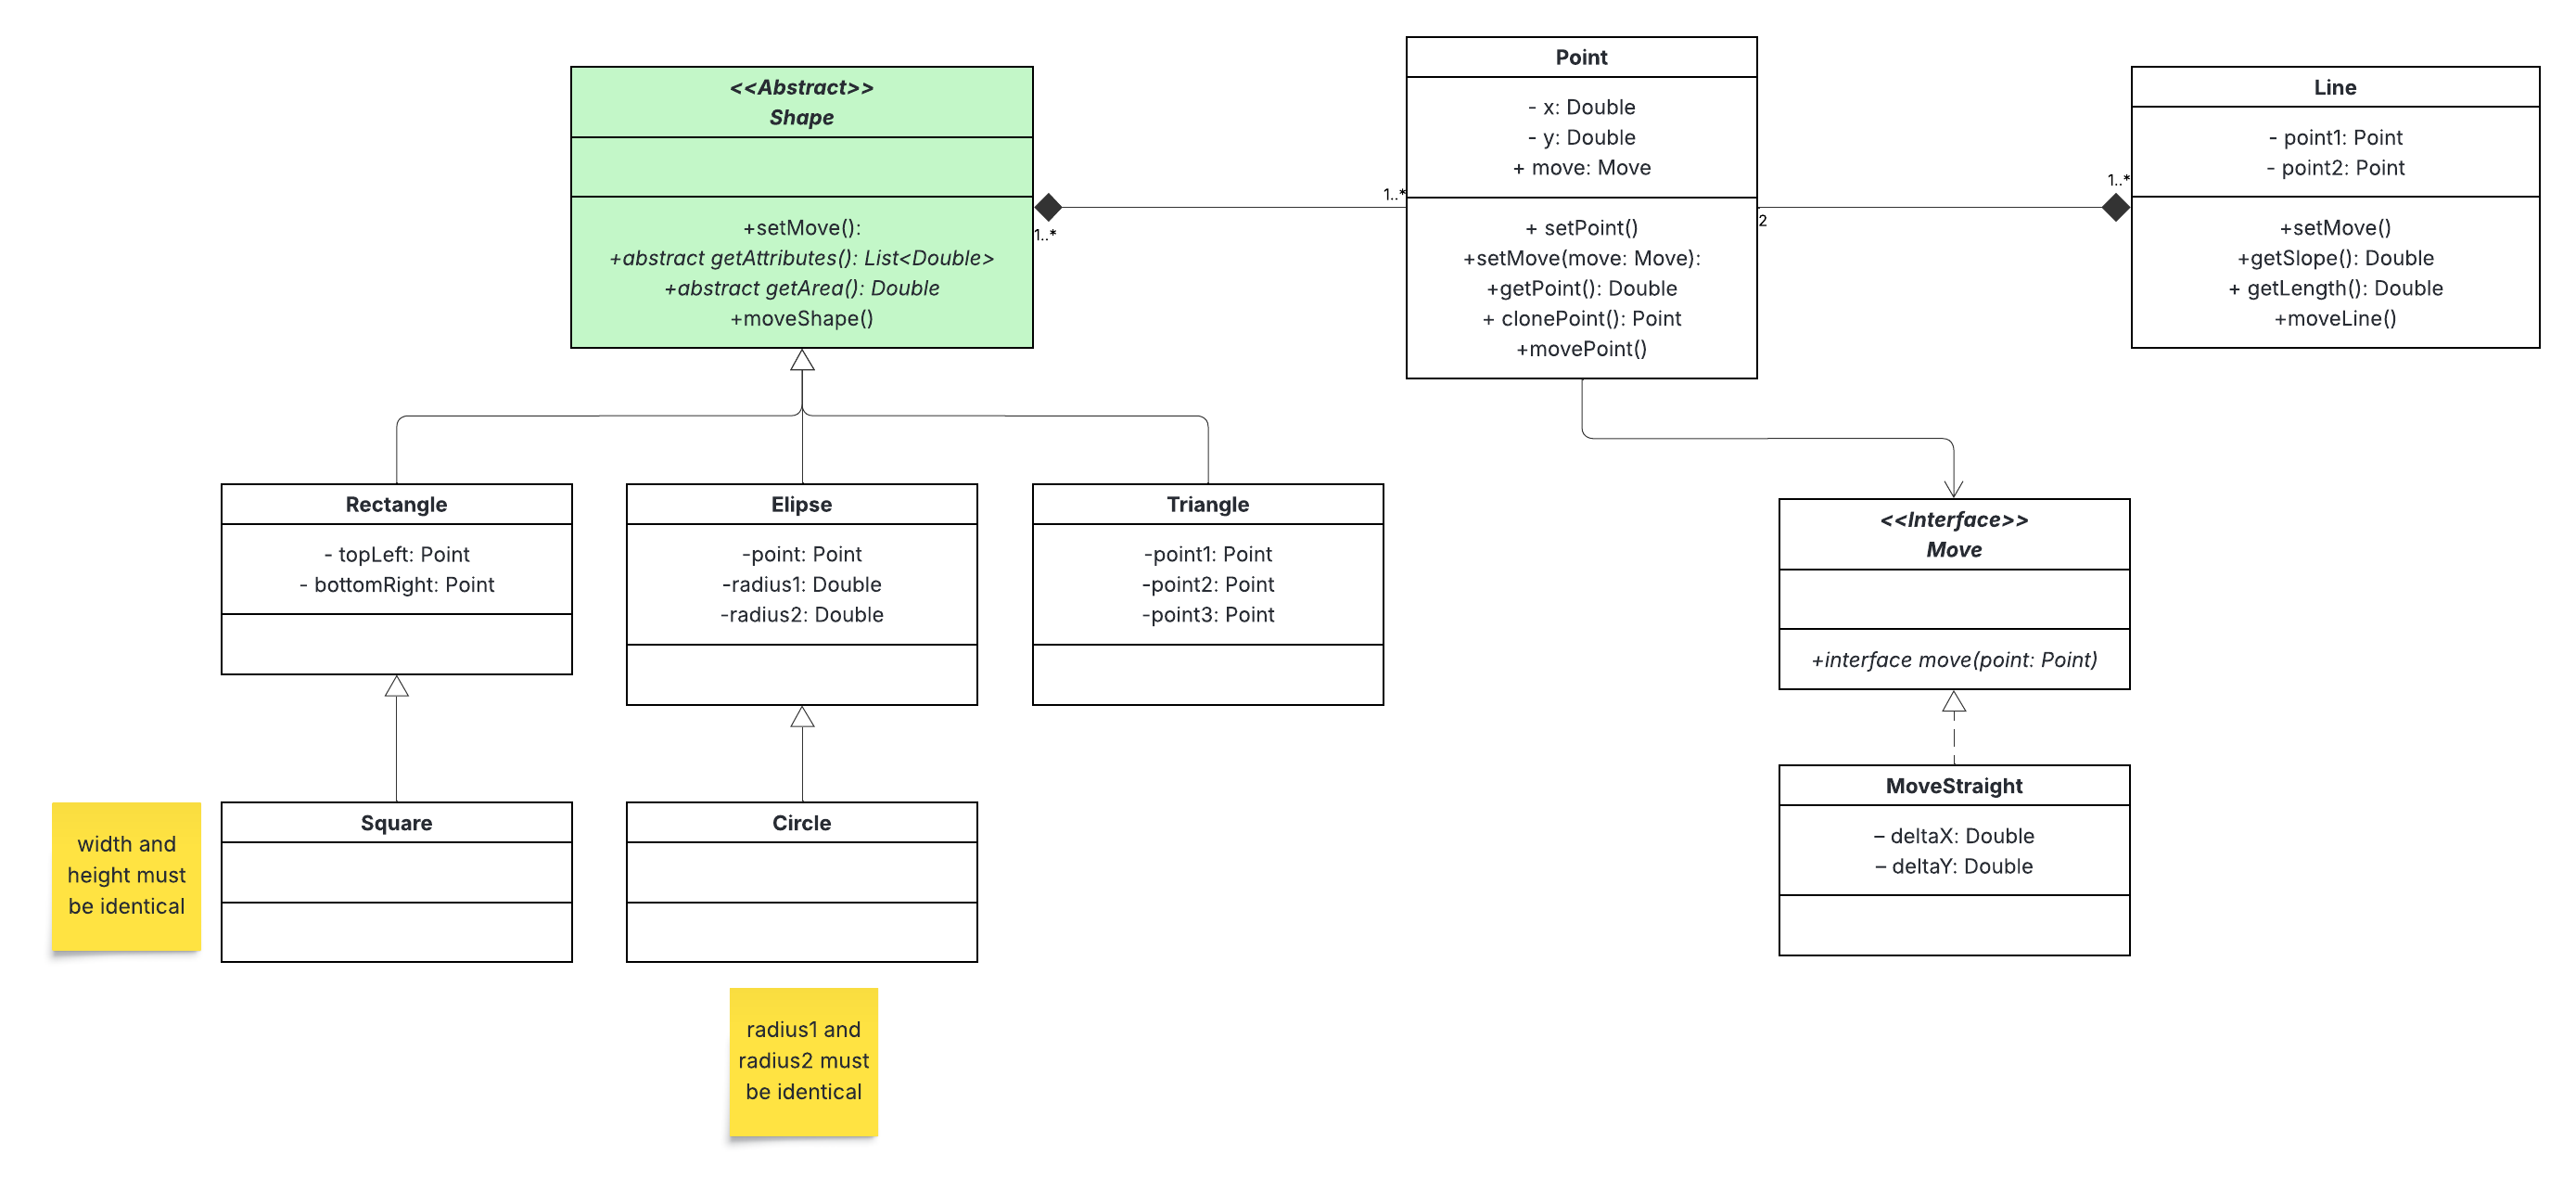 <<Abstract>>
Shape
+setMove():
+abstract getAttributes(): List<Double>
+abstract getArea(): Double
+moveShape()
1..*
1..*
Point
- x: Double
- y: Double
+ move: Move
+ setPoint()
+setMove(move: Move):
+getPoint(): Double
+ clonePoint(): Point
+movePoint()
2
1..*
Line
- point1: Point
- point2: Point
+setMove()
+getSlope(): Double
+ getLength(): Double
+moveLine()
Rectangle
- topLeft: Point
- bottomRight: Point
Elipse
-point: Point
-radius1: Double
-radius2: Double
Triangle
-point1: Point
-point2: Point
-point3: Point
<<Interface>>
Move
+interface move(point: Point)
MoveStraight
– deltaX: Double
– deltaY: Double
width and
height must
be identical
Square
Circle
radius1 and
radius2 must
be identical